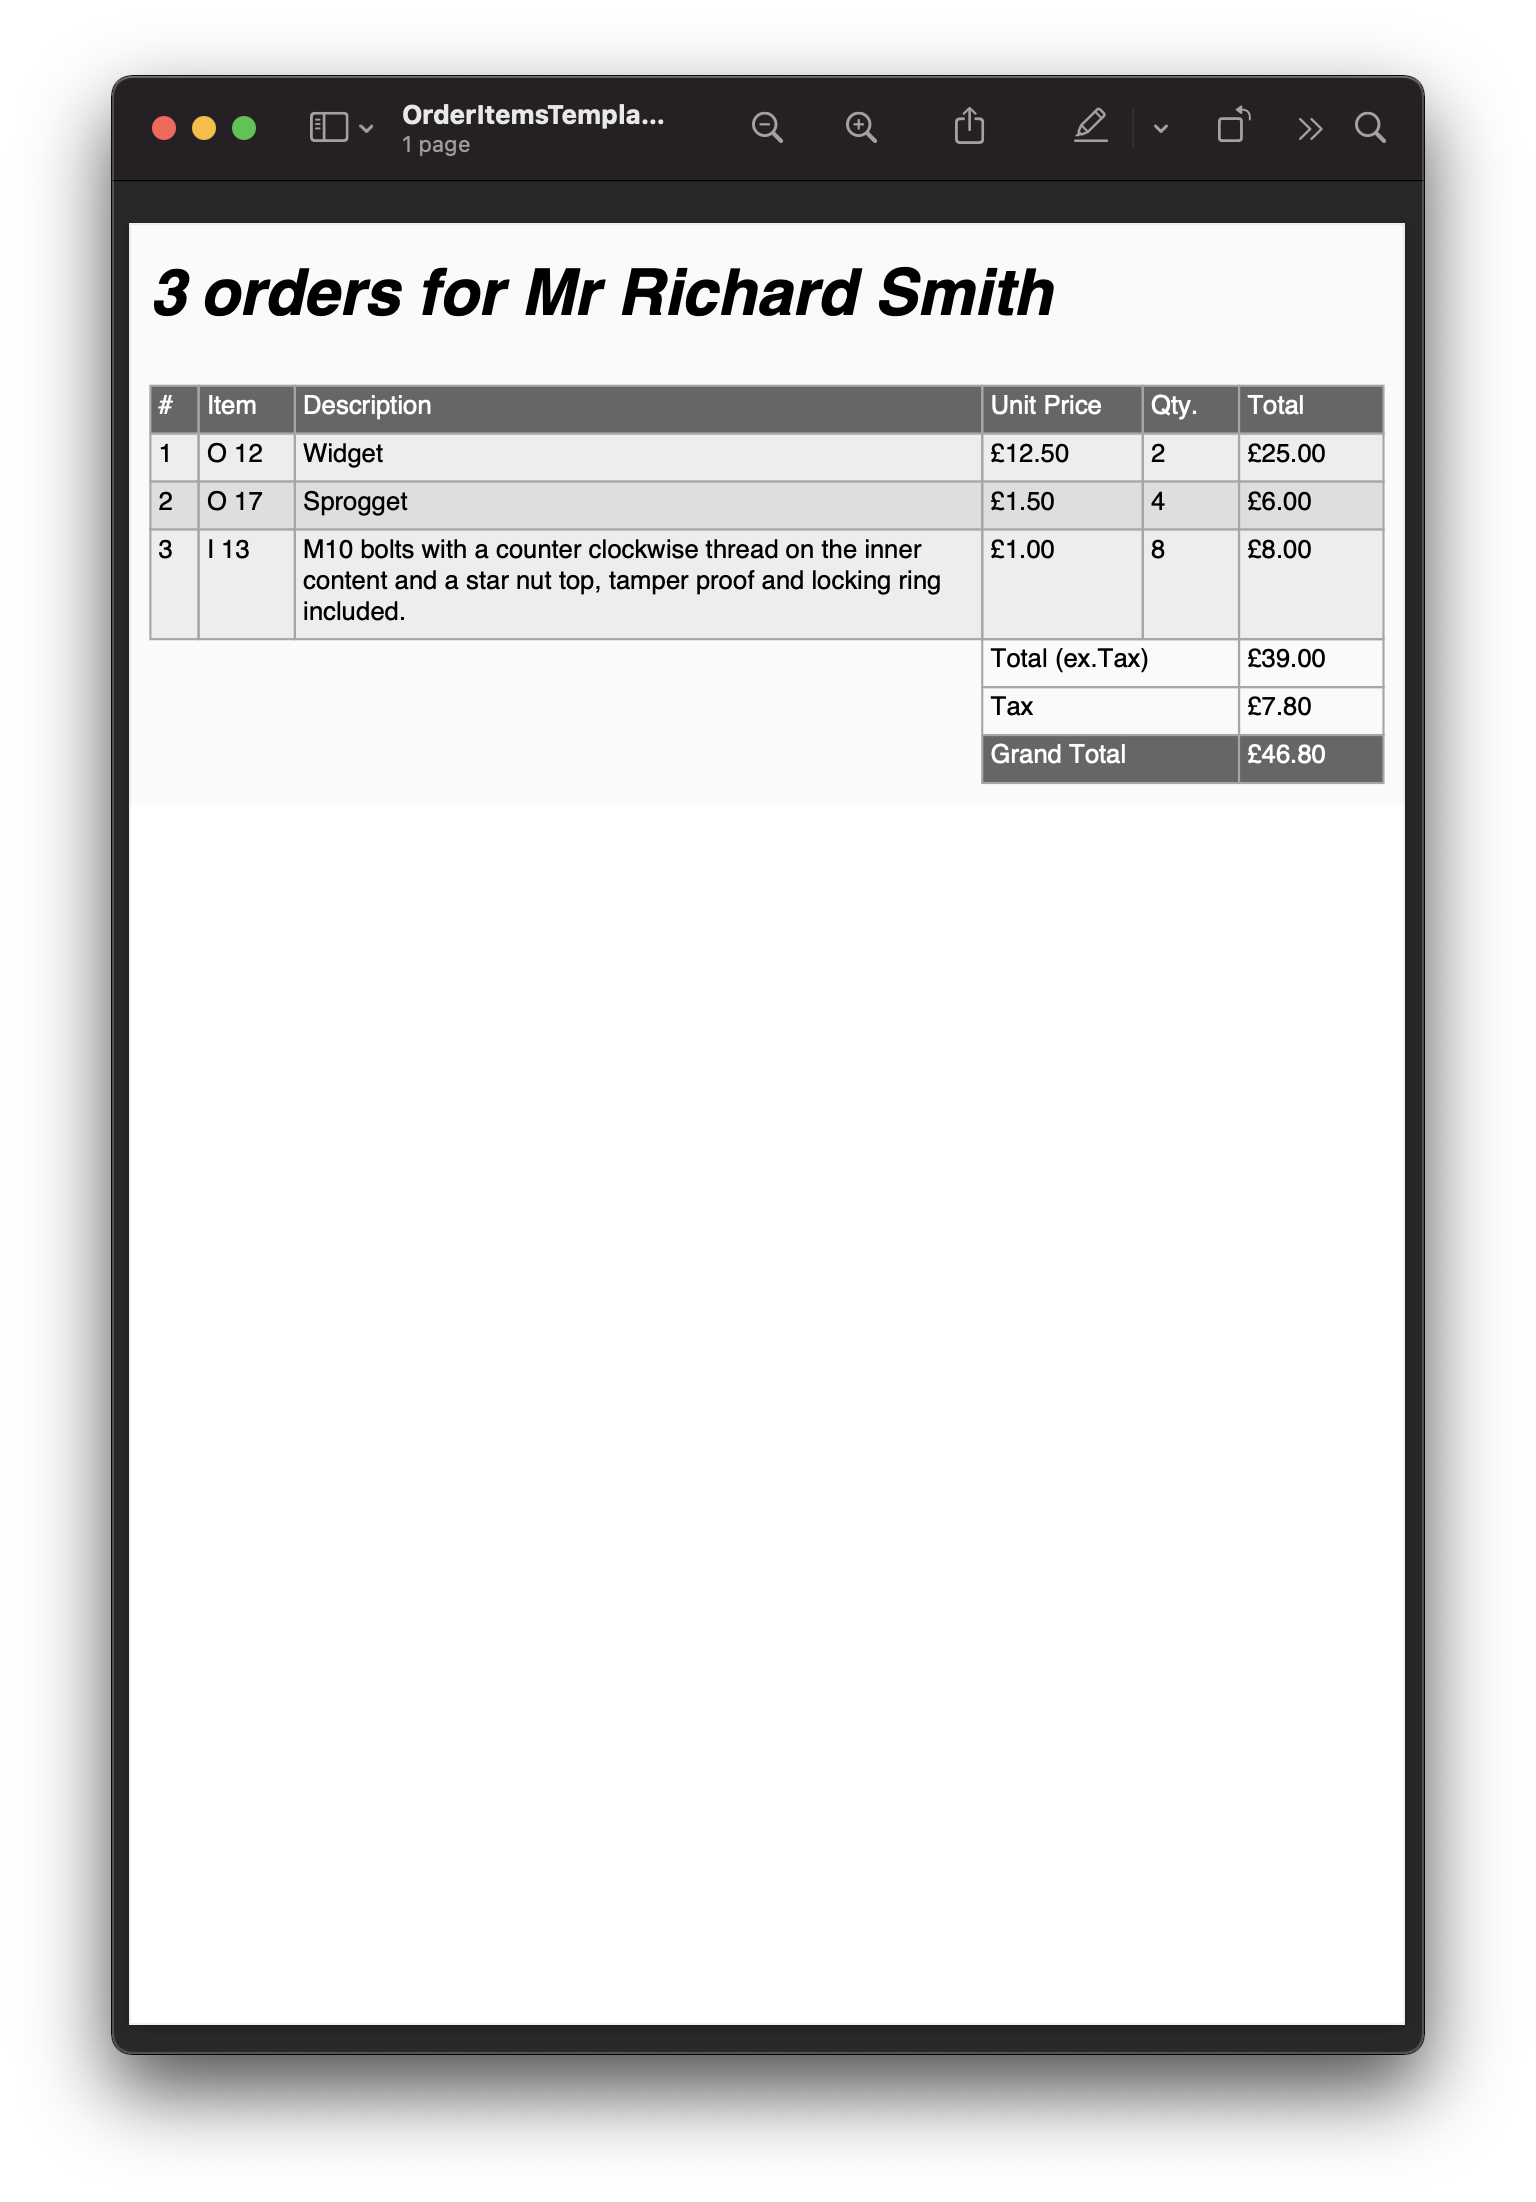 OrderItemsTempla...
1 page
3 orders for Mr Richard Smith
# Item Description Unit Price Qty. Total
1 O 12 Widget £12.50 2 £25.00
2 O 17 Sprogget £1.50 4 £6.00
3 I 13 M10 bolts with a counter clockwise thread on the inner £1.00 8 £8.00
content and a star nut top, tamper proof and locking ring
included.
Total (ex.Tax) £39.00
Tax £7.80
Grand Total £46.80